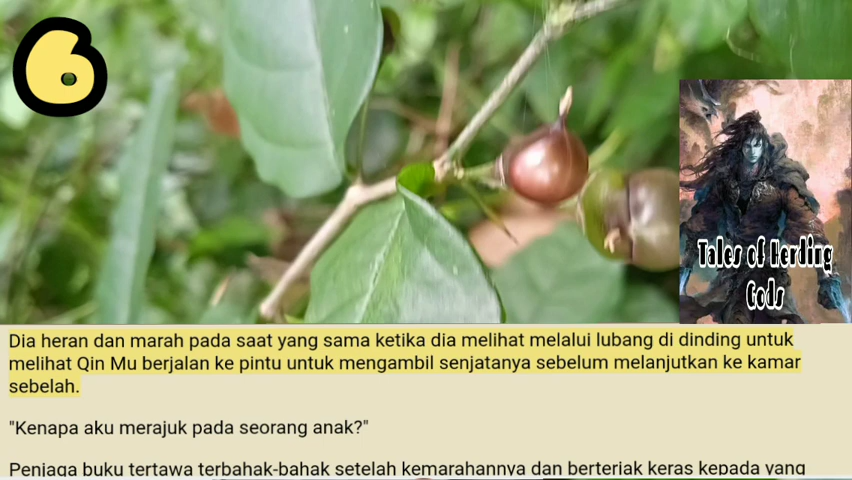 6
Tales of Herding
Gods
Dia heran dan marah pada saat yang sama ketika dia melihat melalui lubang di dinding untuk
melihat Qin Mu berjalan ke pintu untuk mengambil senjatanya sebelum melanjutkan ke kamar
sebelah.
"Kenapa aku merajuk pada seorang anak?"
Penjaga buku tertawa terbahak-bahak setelah kemarahannya dan berteriak keras kepada yang